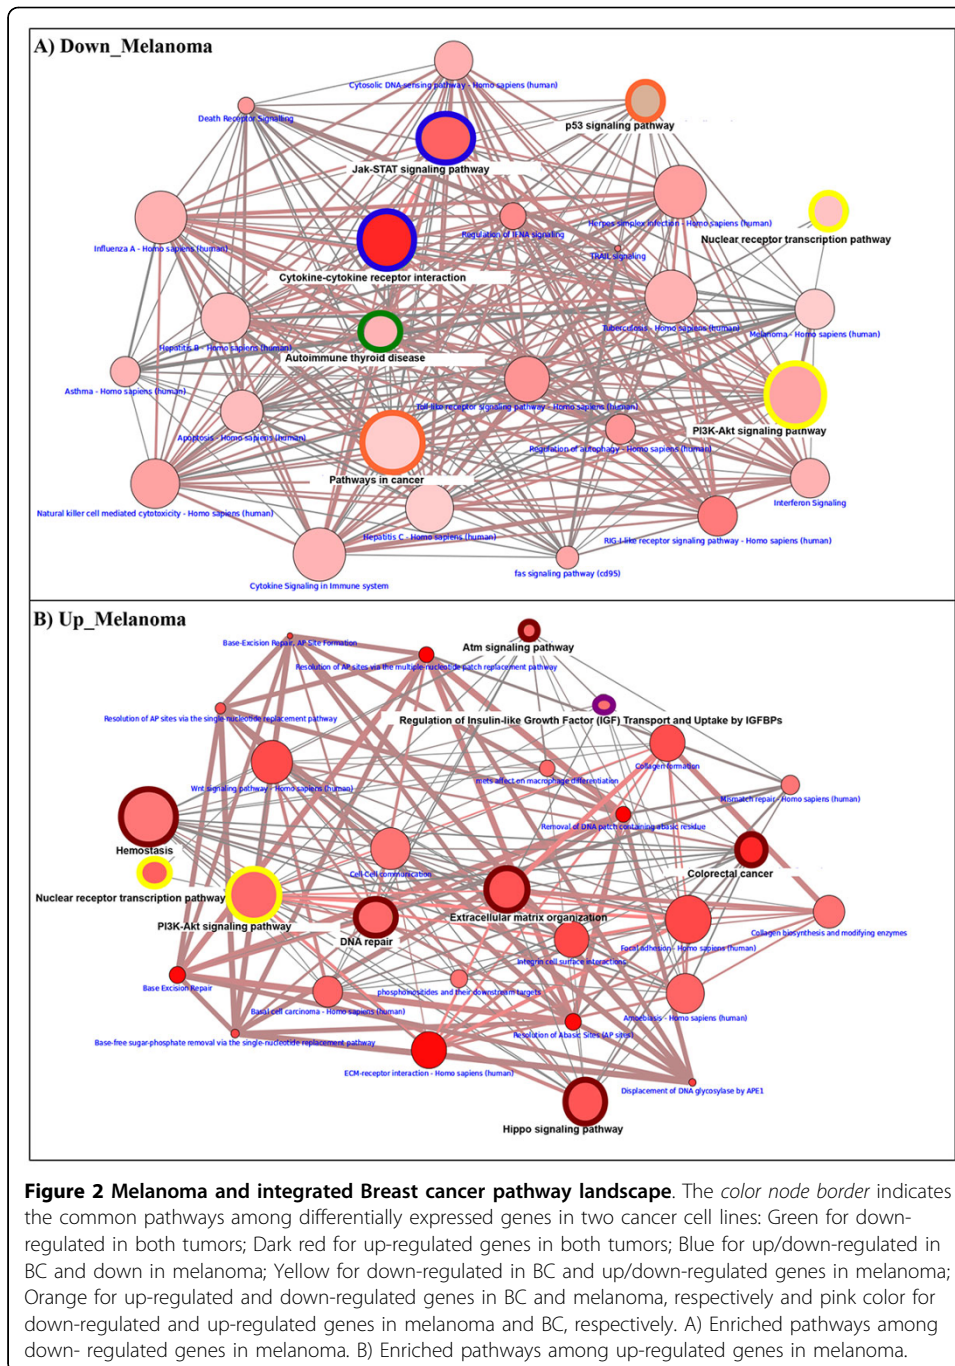 A) Down_Melanoma
Cytosolic DNA-sensing pathway - Homo sapiens (human)
Death Receptor Signalling
p53 signaling pathway
Jak-STAT signaling pathway
Herpes simplex infection - Homo sapiens (human)
Influenza A - Homo sapiens (human)
Regulation of IFNA signaling
Nuclear receptor transcription pathway
TRAIL signaling
Cytokine-cytokine receptor interaction
Tuberculosis - Homo sapiens (human)
Melanoma - Homo sapiens (human)
Hepatitis B - Homo sapiens (human)
Autoimmune thyroid disease
Asthma - Homo sapiens (human)
Toll-like receptor signaling pathway - Homo sapiens (human)
PI3K-Akt signaling pathway
Apoptosis - Homo sapiens (human)
Regulation of autophagy - Homo sapiens (human)
Pathways in cancer
Interferon Signaling
Natural killer cell mediated cytotoxicity - Homo sapiens (human)
Hepatitis C - Homo sapiens (human)
RIG-I-like receptor signaling pathway - Homo sapiens (human)
fas signaling pathway (cd95)
Cytokine Signaling in Immune system
B) Up_Melanoma
Base-Excision Repair, AP Site Formation
Atm signaling pathway
Resolution of AP sites via the multiple-nucleotide patch replacement pathway
Resolution of AP sites via the single-nucleotide replacement pathway
Regulation of Insulin-like Growth Factor (IGF) Transport and Uptake by IGFBPs
Collagen formation
mets affect on macrophage differentiation
Wnt signaling pathway - Homo sapiens (human)
Mismatch repair - Homo sapiens (human)
Removal of DNA patch containing abasic residue
Hemostasis
Cell-Cell communication
Colorectal cancer
Nuclear receptor transcription pathway
Extracellular matrix organization
PI3K-Akt signaling pathway
Collagen biosynthesis and modifying enzymes
DNA repair
Focal adhesion - Homo sapiens (human)
Integrin cell surface interactions
Base Excision Repair
phosphoinositides and their downstream targets
Basal cell carcinoma - Homo sapiens (human)
Amoebiasis - Homo sapiens (human)
Resolution of Abasic Sites (AP sites)
Base-free sugar-phosphate removal via the single-nucleotide replacement pathway
ECM-receptor interaction - Homo sapiens (human)
Displacement of DNA glycosylase by APE1
Hippo signaling pathway
Figure 2 Melanoma and integrated Breast cancer pathway landscape. The color node border indicates
the common pathways among differentially expressed genes in two cancer cell lines: Green for down-
regulated in both tumors; Dark red for up-regulated genes in both tumors; Blue for up/down-regulated in
BC and down in melanoma; Yellow for down-regulated in BC and up/down-regulated genes in melanoma;
Orange for up-regulated and down-regulated genes in BC and melanoma, respectively and pink color for
down-regulated and up-regulated genes in melanoma and BC, respectively. A) Enriched pathways among
down- regulated genes in melanoma. B) Enriched pathways among up-regulated genes in melanoma.